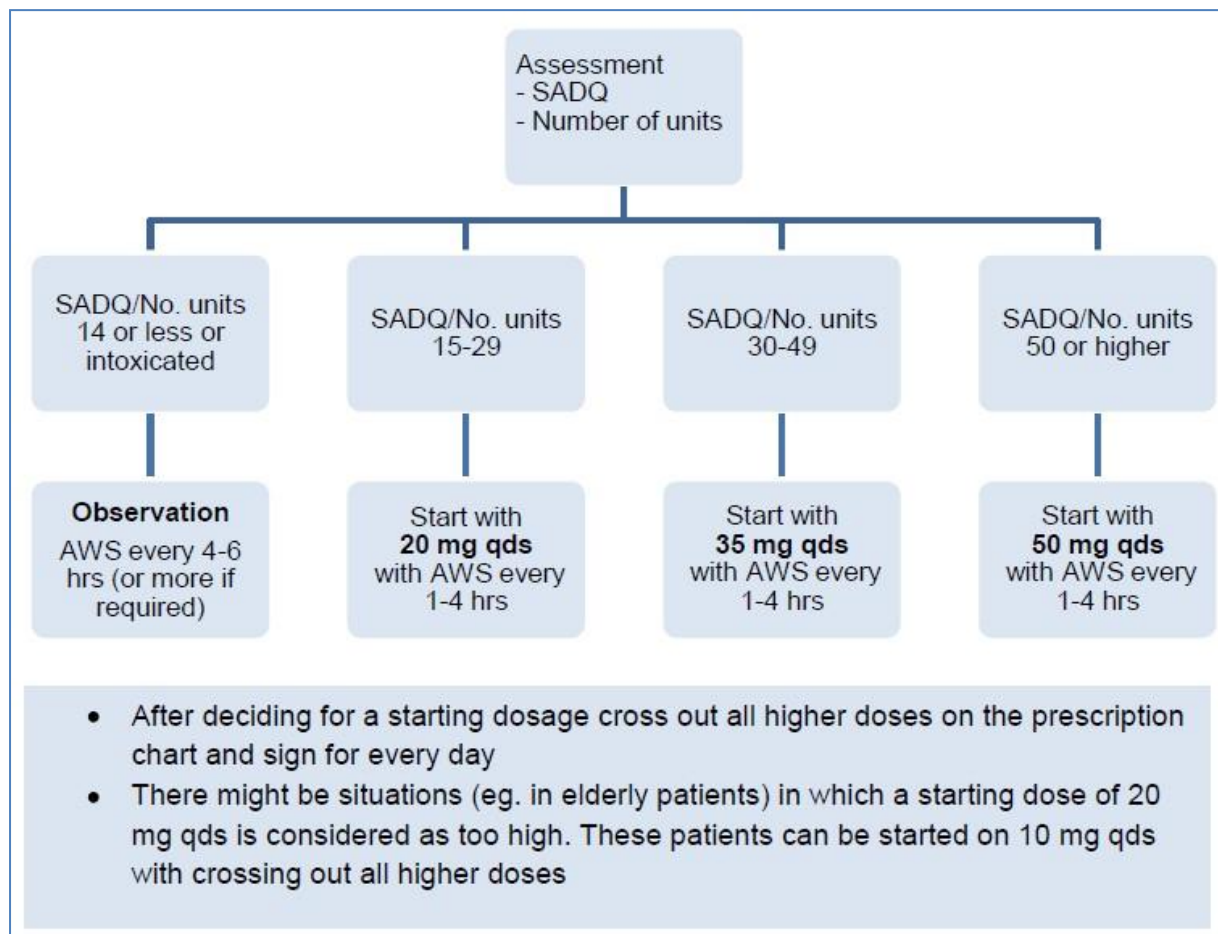 Assessment
- SADQ
- Number of units
SADQ/No. units
14 or less or
intoxicated
SADQ/No. units
15-29
SADQ/No. units
30-49
SADQ/No. units
50 or higher
Observation
AWS every 4-6
hrs (or more if
required)
Start with
20 mg qds
with AWS every
1-4 hrs
Start with
35 mg qds
with AWS every
1-4 hrs
Start with
50 mg qds
with AWS every
1-4 hrs
• After deciding for a starting dosage cross out all higher doses on the prescription
chart and sign for every day
• There might be situations (eg. in elderly patients) in which a starting dose of 20
mg qds is considered as too high. These patients can be started on 10 mg qds
with crossing out all higher doses